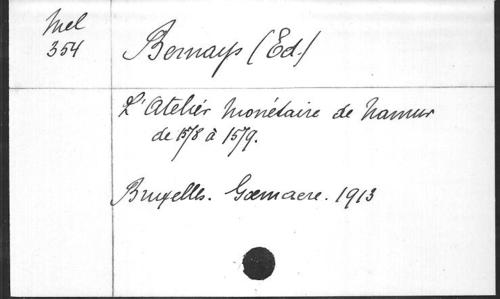 Mel
354
Bernays (Ed.)
L'Atelier monétaire de Namur
de 1578 à 1579.
Bruxelles. Goemaere. 1913